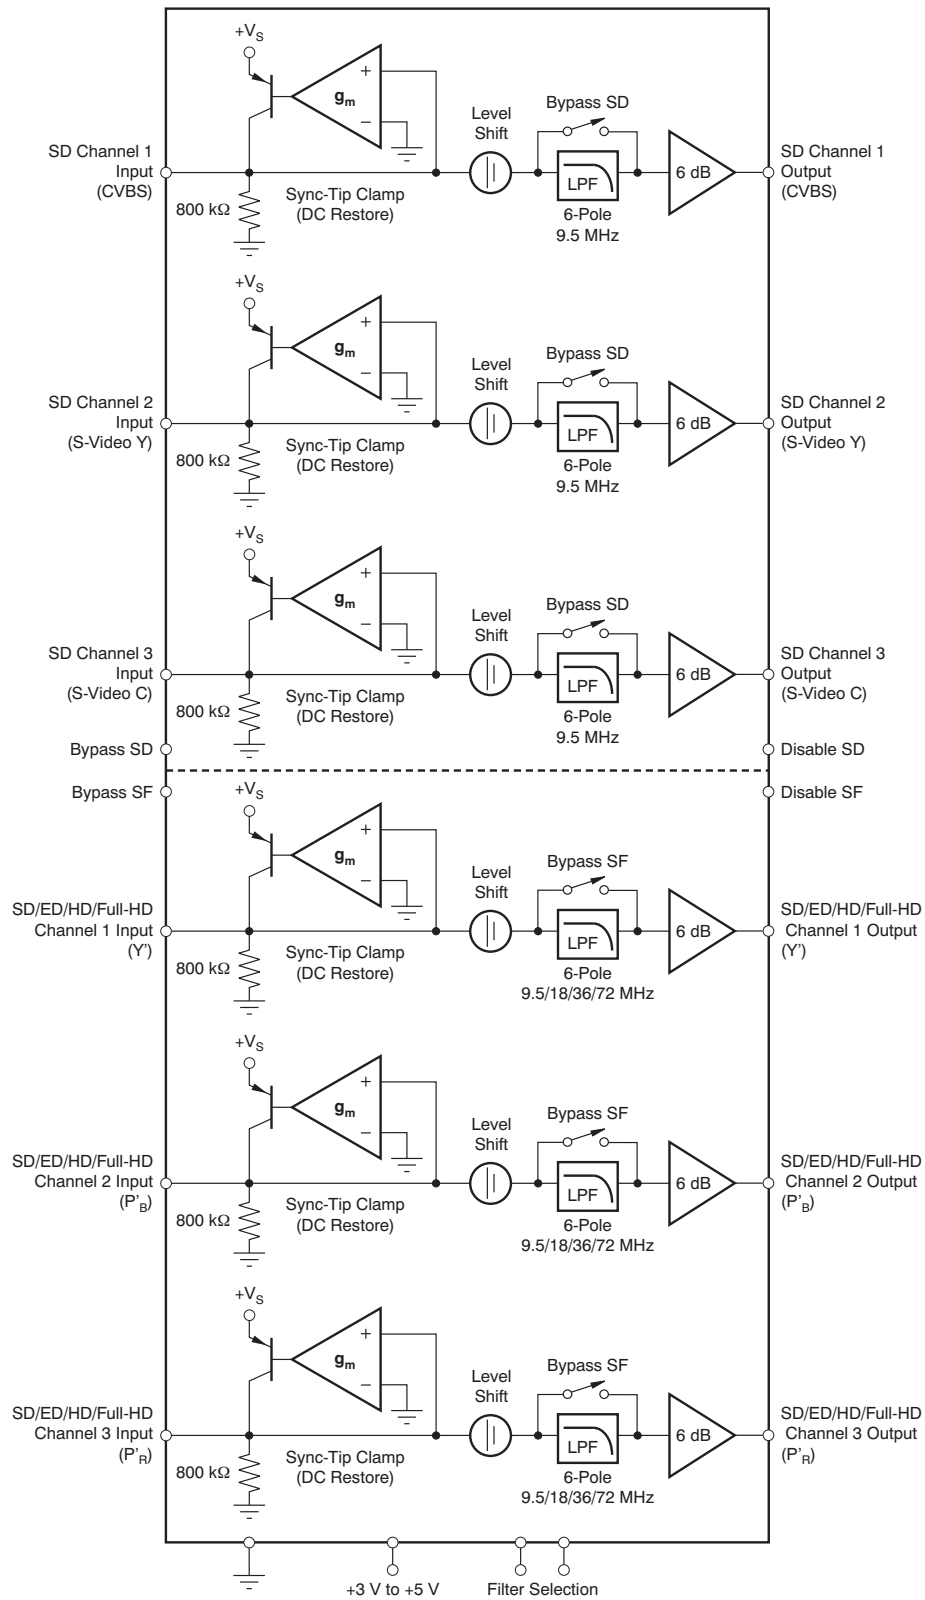 +VS
gm
+
−
Level
Shift
Bypass SD
SD Channel 1
Input
(CVBS)
800 kΩ
Sync-Tip Clamp
(DC Restore)
LPF
6-Pole
9.5 MHz
6 dB
SD Channel 1
Output
(CVBS)
+VS
gm
+
−
Level
Shift
Bypass SD
SD Channel 2
Input
(S-Video Y)
800 kΩ
Sync-Tip Clamp
(DC Restore)
LPF
6-Pole
9.5 MHz
6 dB
SD Channel 2
Output
(S-Video Y)
+VS
gm
+
−
Level
Shift
Bypass SD
SD Channel 3
Input
(S-Video C)
800 kΩ
Sync-Tip Clamp
(DC Restore)
LPF
6-Pole
9.5 MHz
6 dB
SD Channel 3
Output
(S-Video C)
Bypass SD
Disable SD
Bypass SF
Disable SF
+VS
gm
+
−
Level
Shift
Bypass SF
SD/ED/HD/Full-HD
Channel 1 Input
(Y')
800 kΩ
Sync-Tip Clamp
(DC Restore)
LPF
6-Pole
9.5/18/36/72 MHz
6 dB
SD/ED/HD/Full-HD
Channel 1 Output
(Y')
+VS
gm
+
−
Level
Shift
Bypass SF
SD/ED/HD/Full-HD
Channel 2 Input
(P'B)
800 kΩ
Sync-Tip Clamp
(DC Restore)
LPF
6-Pole
9.5/18/36/72 MHz
6 dB
SD/ED/HD/Full-HD
Channel 2 Output
(P'B)
+VS
gm
+
−
Level
Shift
Bypass SF
SD/ED/HD/Full-HD
Channel 3 Input
(P'R)
800 kΩ
Sync-Tip Clamp
(DC Restore)
LPF
6-Pole
9.5/18/36/72 MHz
6 dB
SD/ED/HD/Full-HD
Channel 3 Output
(P'R)
+3 V to +5 V
Filter Selection